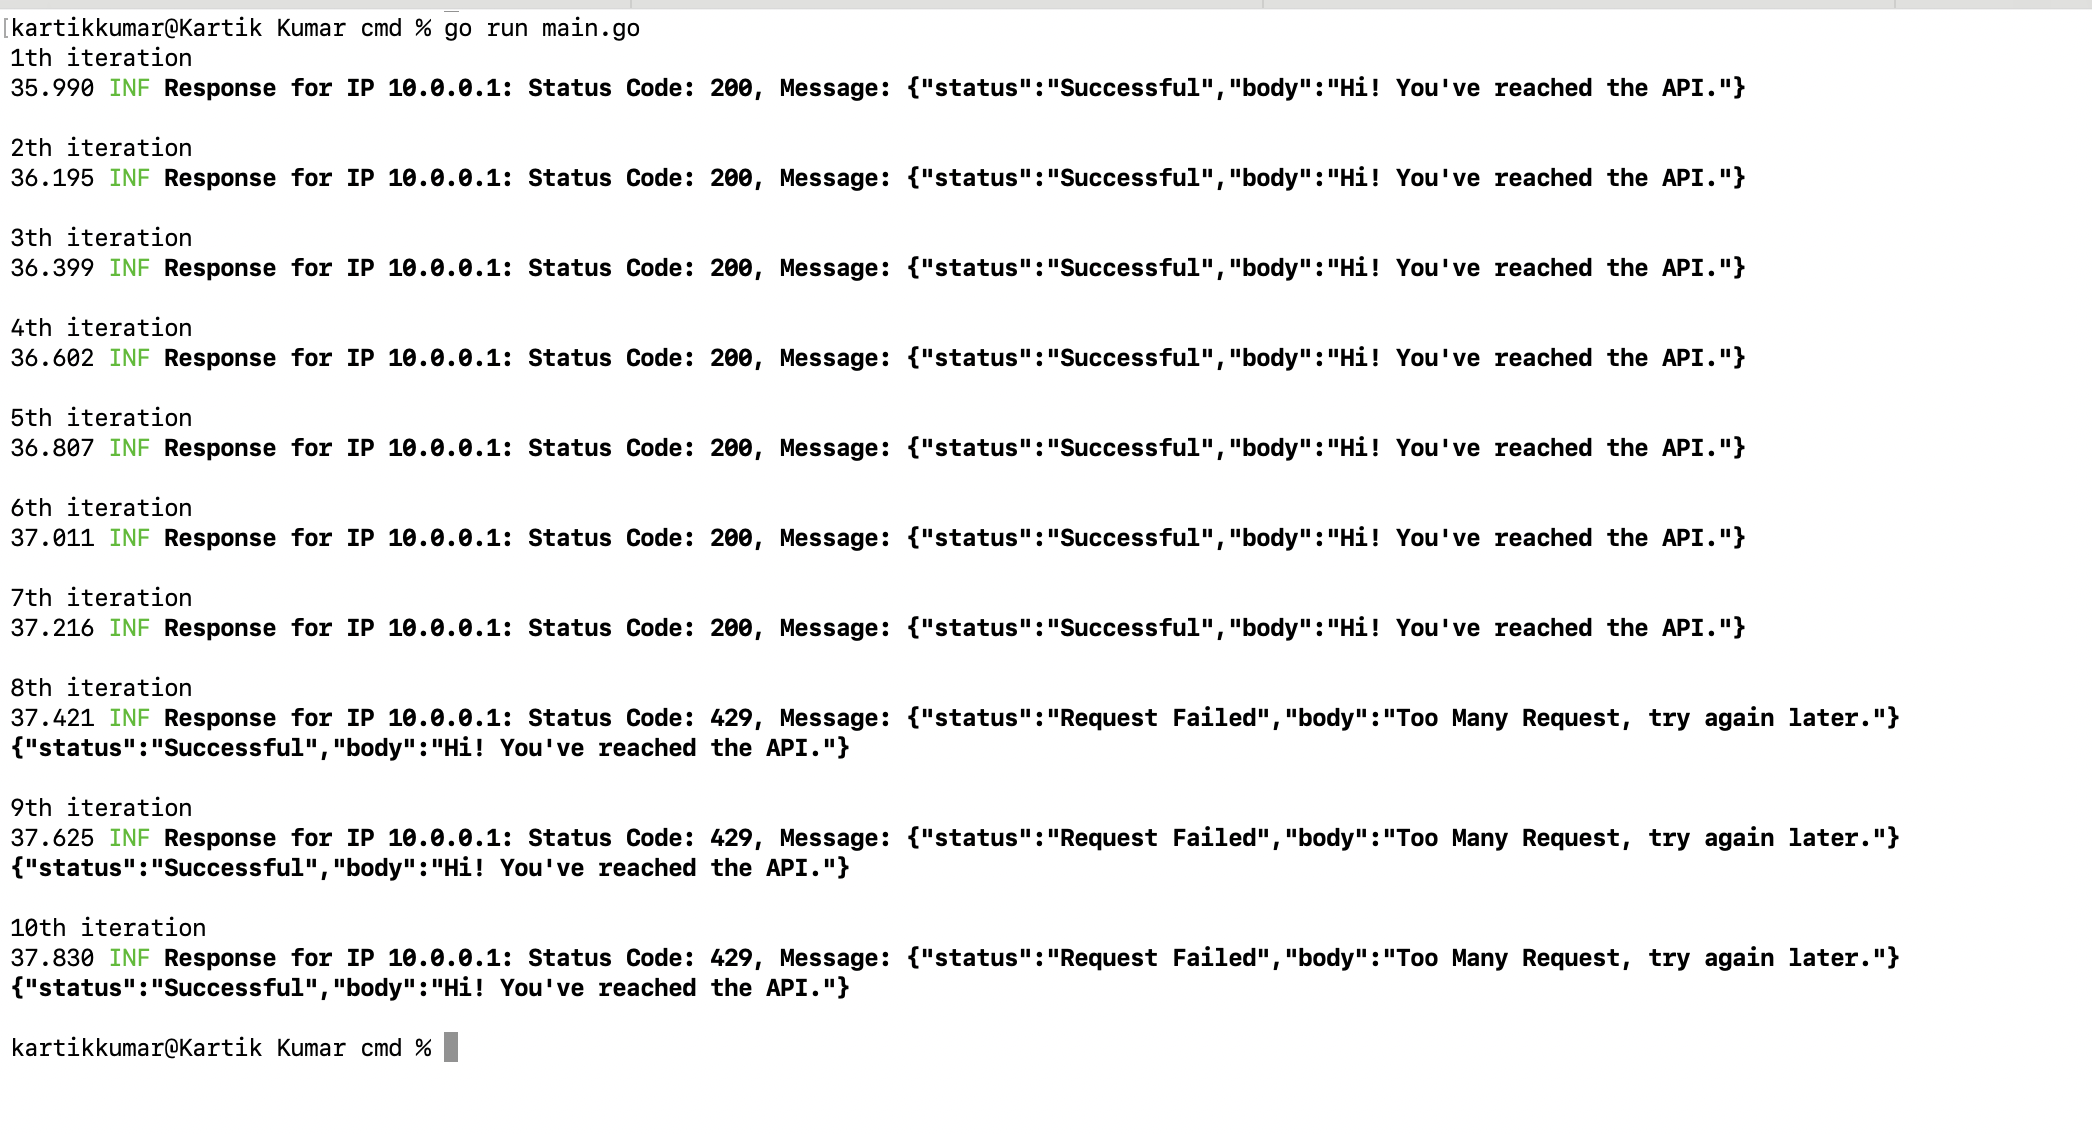 [kartikkumar@Kartik Kumar cmd % go run main.go
1th iteration
35.990 INF Response for IP 10.0.0.1: Status Code: 200, Message: {"status":"Successful","body":"Hi! You've reached the API."}
2th iteration
36.195 INF Response for IP 10.0.0.1: Status Code: 200, Message: {"status":"Successful","body":"Hi! You've reached the API."}
3th iteration
36.399 INF Response for IP 10.0.0.1: Status Code: 200, Message: {"status":"Successful","body":"Hi! You've reached the API."}
4th iteration
36.602 INF Response for IP 10.0.0.1: Status Code: 200, Message: {"status":"Successful","body":"Hi! You've reached the API."}
5th iteration
36.807 INF Response for IP 10.0.0.1: Status Code: 200, Message: {"status":"Successful","body":"Hi! You've reached the API."}
6th iteration
37.011 INF Response for IP 10.0.0.1: Status Code: 200, Message: {"status":"Successful","body":"Hi! You've reached the API."}
7th iteration
37.216 INF Response for IP 10.0.0.1: Status Code: 200, Message: {"status":"Successful","body":"Hi! You've reached the API."}
8th iteration
37.421 INF Response for IP 10.0.0.1: Status Code: 429, Message: {"status":"Request Failed","body":"Too Many Request, try again later."}
{"status":"Successful","body":"Hi! You've reached the API."}
9th iteration
37.625 INF Response for IP 10.0.0.1: Status Code: 429, Message: {"status":"Request Failed","body":"Too Many Request, try again later."}
{"status":"Successful","body":"Hi! You've reached the API."}
10th iteration
37.830 INF Response for IP 10.0.0.1: Status Code: 429, Message: {"status":"Request Failed","body":"Too Many Request, try again later."}
{"status":"Successful","body":"Hi! You've reached the API."}
kartikkumar@Kartik Kumar cmd %